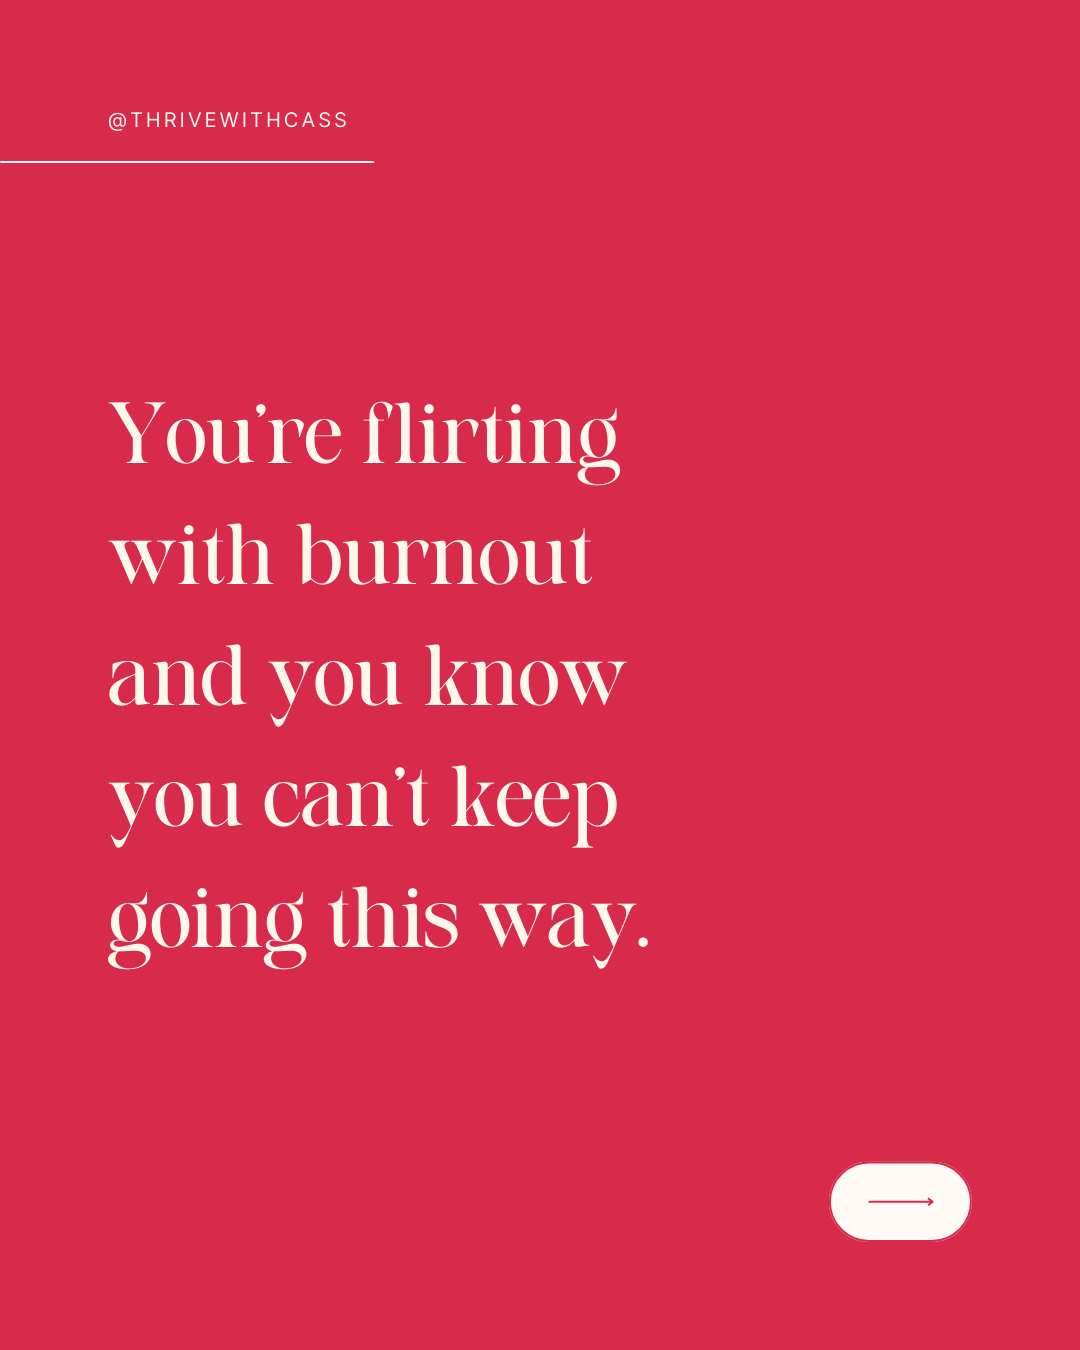 @THRIVEWITHCASS
You’re flirting
with burnout
and you know
you can’t keep
going this way.